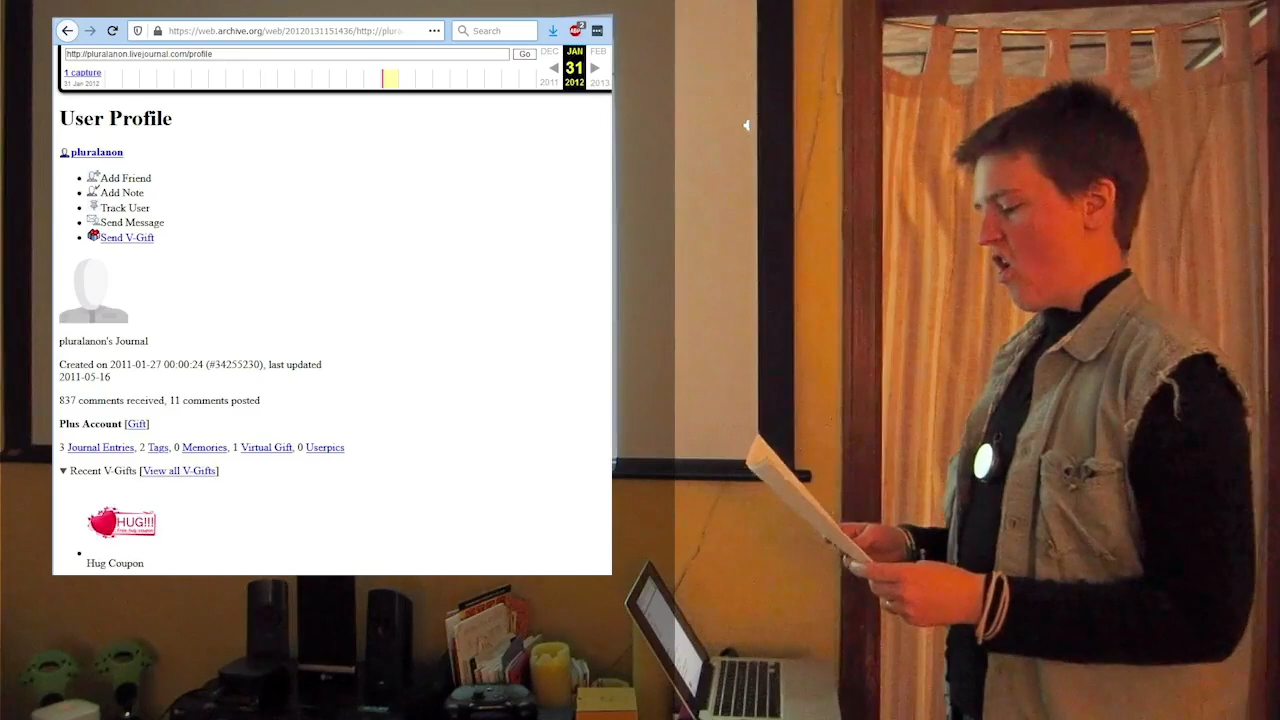 https://web.archive.org/web/20120131151436/http://plura
Search
2
http://pluralanon.livejournal.com/profile
Go
DEC
JAN
FEB
1 capture
31
31 Jan 2012
2011
2012
2013
User Profile
pluralanon
Add Friend
Add Note
Track User
Send Message
Send V-Gift
pluralanon's Journal
Created on 2011-01-27 00:00:24 (#34255230), last updated
2011-05-16
837 comments received, 11 comments posted
Plus Account [Gift]
3 Journal Entries, 2 Tags, 0 Memories, 1 Virtual Gift, 0 Userpics
Recent V-Gifts [View all V-Gifts]
HUG!!!
Hug Coupon